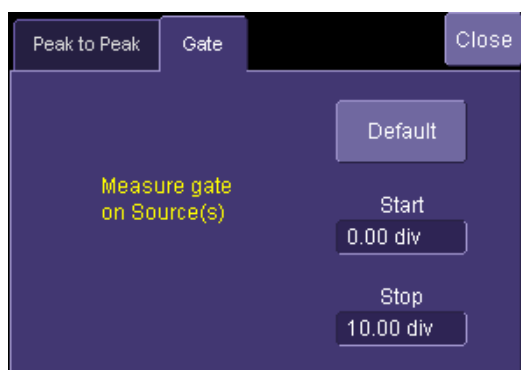 Peak to Peak
Gate
Close
Default
Measure gate
on Source(s)
Start
0.00 div
Stop
10.00 div